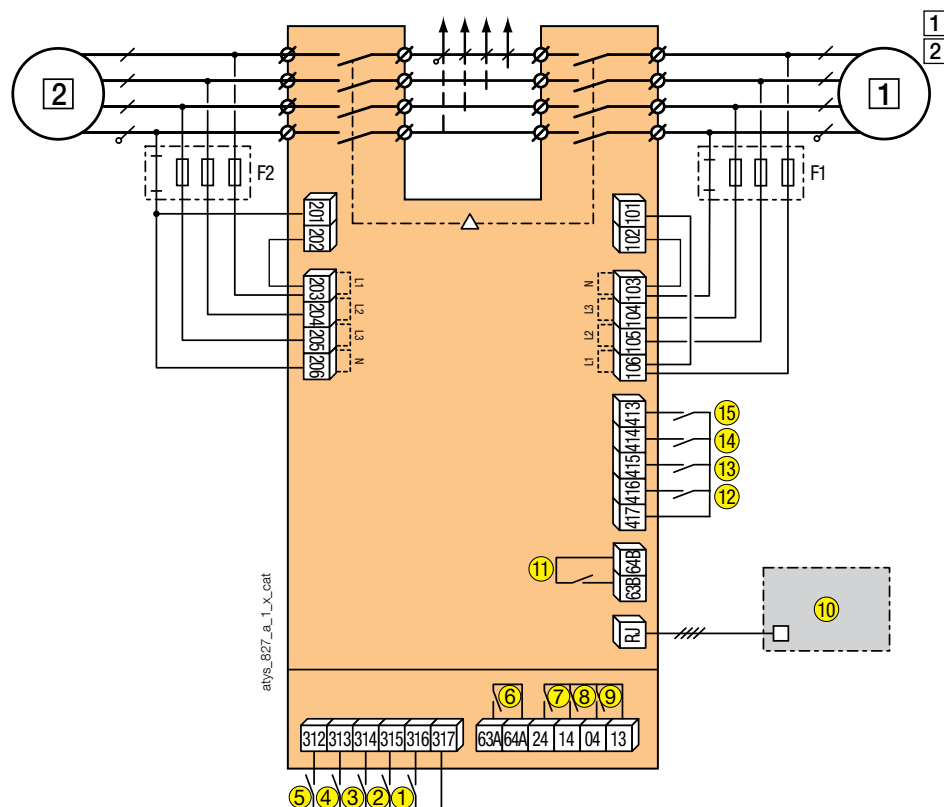 1
2
2
1
F2
F1
201
202
101
102
203
204
205
206
L1
L2
L3
N
N
L3
L2
L1
103
104
105
106
413
414
415
416
417
15
14
13
12
11
64B
63B
10
RJ
atys_827_a_1_x_cat
6
7
8
9
312 313 314 315 316 317
63A 64A 24 14 04 13
5 4 3 2 1